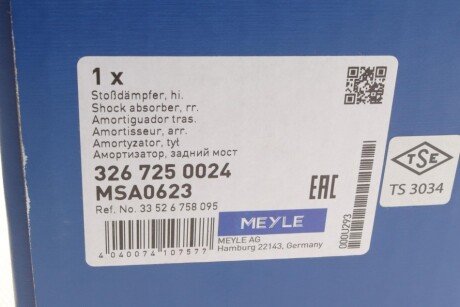 1 x
Stoßdämpfer, hi.
Shock absorber, rr.
Amortiguador tras.
Amortisseur, arr.
Amortyzator, tył
Амортизатор, задний мост
326 725 0024
MSA0623
Ref. No. 33 52 6 758 095
EAC
MEYLE
MEYLE AG
Hamburg 22143, Germany
4 040074 107577
000U293
TSE
TS 3034